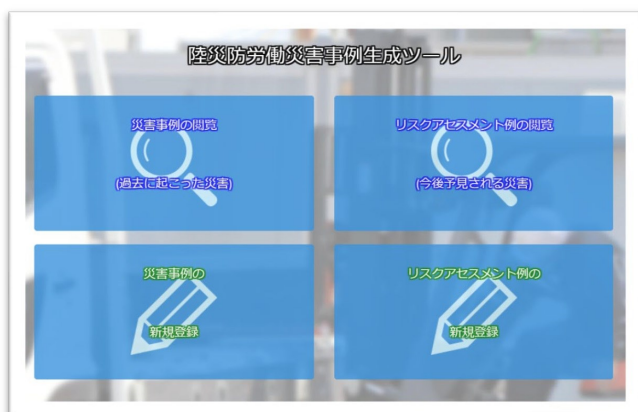 陸災防労働災害事例生成ツール
災害事例の閲覧
(過去に起こった災害)
リスクアセスメント例の閲覧
(今後予見される災害)
災害事例の
新規登録
リスクアセスメント例の
新規登録